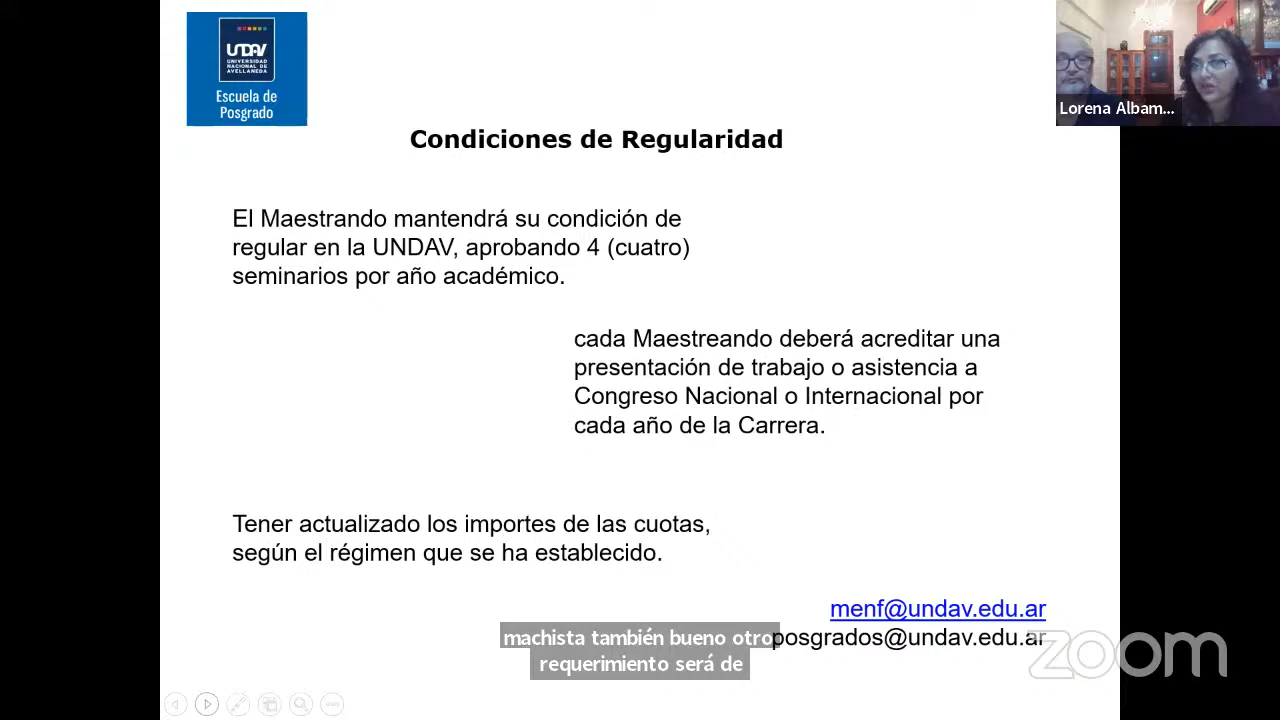 UNDAV
UNIVERSIDAD
NACIONAL DE
AVELLANEDA
Escuela de
Posgrado
Lorena Albam...
Condiciones de Regularidad
El Maestrando mantendrá su condición de
regular en la UNDAV, aprobando 4 (cuatro)
seminarios por año académico.
cada Maestreando deberá acreditar una
presentación de trabajo o asistencia a
Congreso Nacional o Internacional por
cada año de la Carrera.
Tener actualizado los importes de las cuotas,
según el régimen que se ha establecido.
menf@undav.edu.ar
posgrados@undav.edu.ar
machista también bueno otro
requerimiento será de
zoom